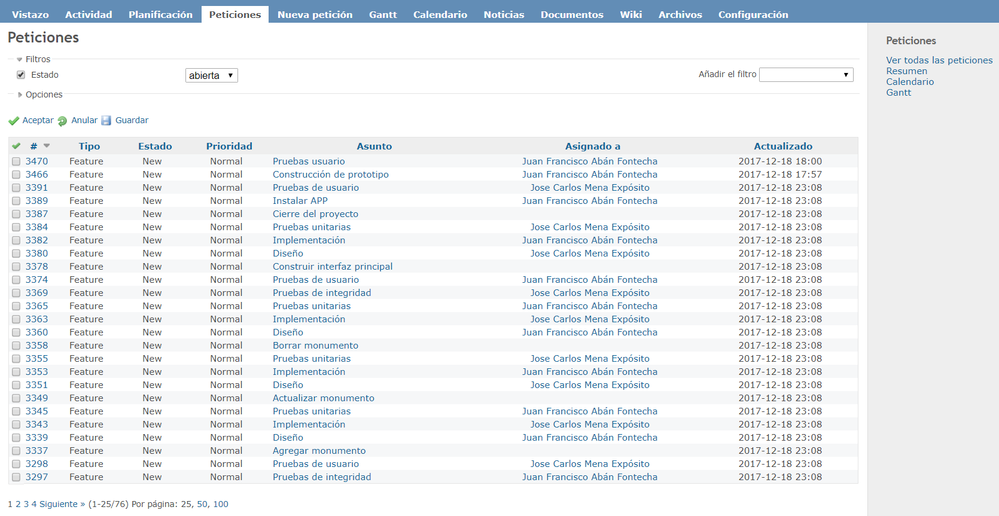 Vistazo Actividad Planificación Peticiones Nueva petición Gantt Calendario Noticias Documentos Wiki Archivos Configuración
Peticiones
Filtros
Estado abierta Añadir el filtro
Opciones
Aceptar Anular Guardar
# Tipo Estado Prioridad Asunto Asignado a Actualizado
3470 Feature New Normal Pruebas usuario Juan Francisco Abán Fontecha 2017-12-18 18:00
3466 Feature New Normal Construcción de prototipo Juan Francisco Abán Fontecha 2017-12-18 17:57
3391 Feature New Normal Pruebas de usuario Jose Carlos Mena Expósito 2017-12-18 23:08
3389 Feature New Normal Instalar APP Juan Francisco Abán Fontecha 2017-12-18 23:08
3387 Feature New Normal Cierre del proyecto 2017-12-18 23:08
3384 Feature New Normal Pruebas unitarias Jose Carlos Mena Expósito 2017-12-18 23:08
3382 Feature New Normal Implementación Juan Francisco Abán Fontecha 2017-12-18 23:08
3380 Feature New Normal Diseño Jose Carlos Mena Expósito 2017-12-18 23:08
3378 Feature New Normal Construir interfaz principal 2017-12-18 23:08
3374 Feature New Normal Pruebas de usuario Juan Francisco Abán Fontecha 2017-12-18 23:08
3369 Feature New Normal Pruebas de integridad Jose Carlos Mena Expósito 2017-12-18 23:08
3365 Feature New Normal Pruebas unitarias Juan Francisco Abán Fontecha 2017-12-18 23:08
3363 Feature New Normal Implementación Jose Carlos Mena Expósito 2017-12-18 23:08
3360 Feature New Normal Diseño Juan Francisco Abán Fontecha 2017-12-18 23:08
3358 Feature New Normal Borrar monumento 2017-12-18 23:08
3355 Feature New Normal Pruebas unitarias Jose Carlos Mena Expósito 2017-12-18 23:08
3353 Feature New Normal Implementación Juan Francisco Abán Fontecha 2017-12-18 23:08
3351 Feature New Normal Diseño Jose Carlos Mena Expósito 2017-12-18 23:08
3349 Feature New Normal Actualizar monumento 2017-12-18 23:08
3345 Feature New Normal Pruebas unitarias Juan Francisco Abán Fontecha 2017-12-18 23:08
3343 Feature New Normal Implementación Jose Carlos Mena Expósito 2017-12-18 23:08
3339 Feature New Normal Diseño Juan Francisco Abán Fontecha 2017-12-18 23:08
3337 Feature New Normal Agregar monumento 2017-12-18 23:08
3298 Feature New Normal Pruebas de usuario Jose Carlos Mena Expósito 2017-12-18 23:08
3297 Feature New Normal Pruebas de integridad Juan Francisco Abán Fontecha 2017-12-18 23:08
1 2 3 4 Siguiente » (1-25/76) Por página: 25, 50, 100
Peticiones
Ver todas las peticiones
Resumen
Calendario
Gantt